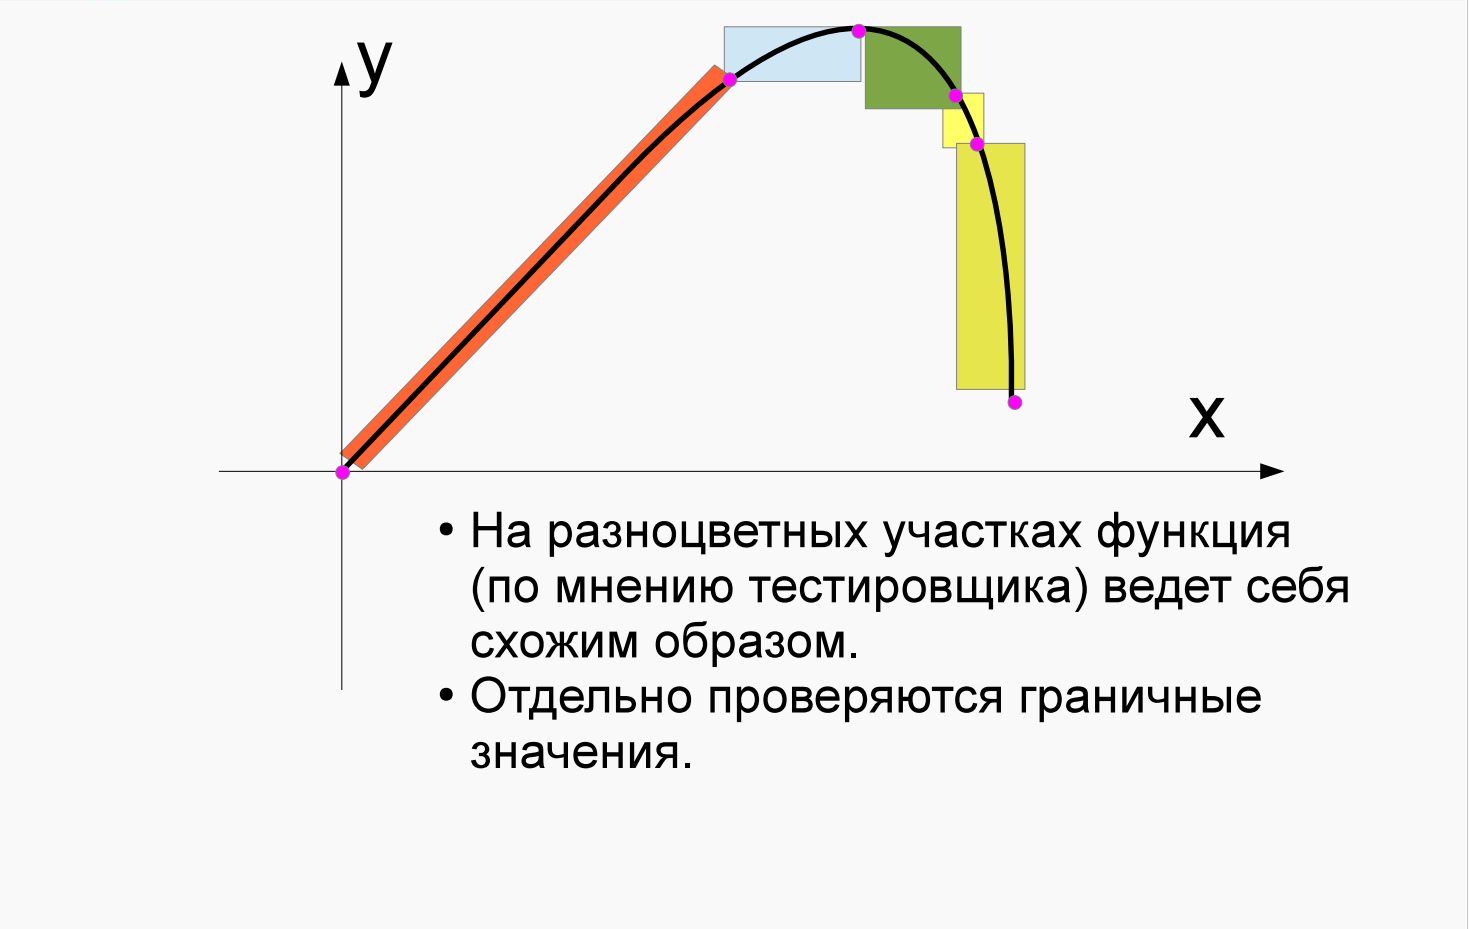 y
x
• На разноцветных участках функция
(по мнению тестировщика) ведет себя
схожим образом.
• Отдельно проверяются граничные
значения.